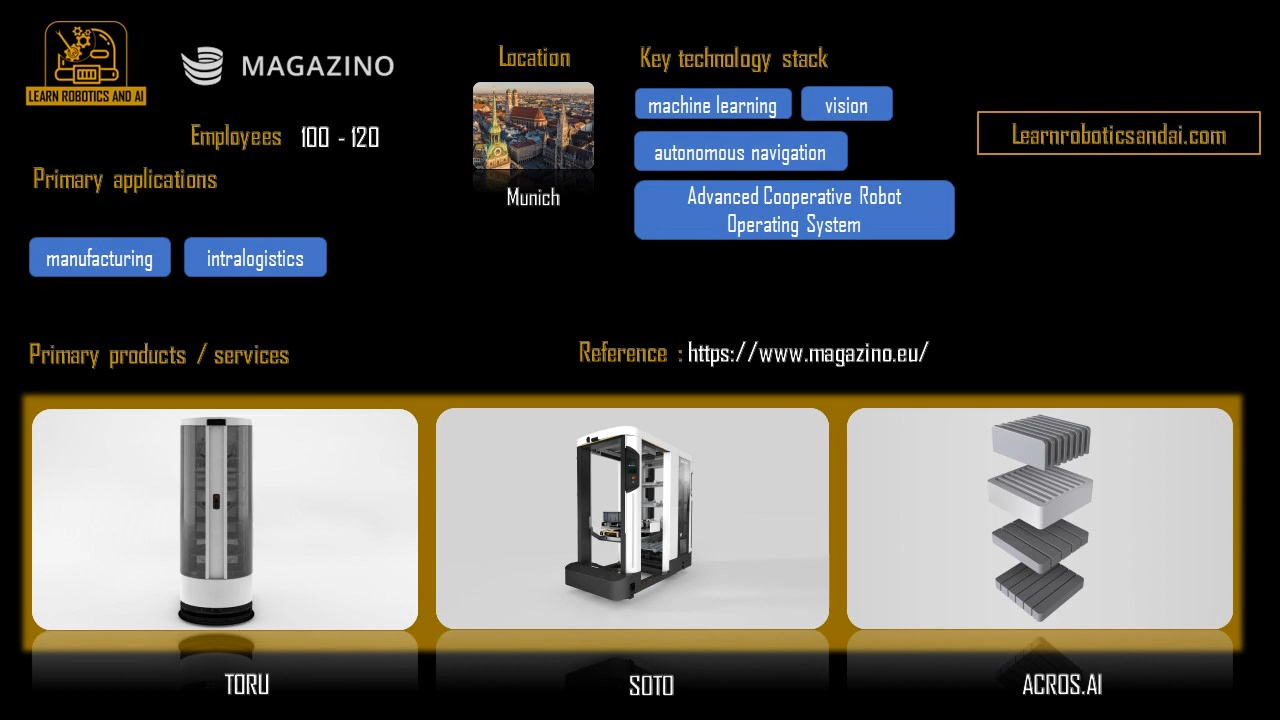 LEARN ROBOTICS AND AI
MAGAZINO
Employees 100 - 120
Primary applications
manufacturing
intralogistics
Location
Munich
Key technology stack
machine learning
vision
autonomous navigation
Advanced Cooperative Robot
Operating System
Learnroboticsandai.com
Primary products / services
Reference : https://www.magazino.eu/
TORU
SOTO
ACROS.AI